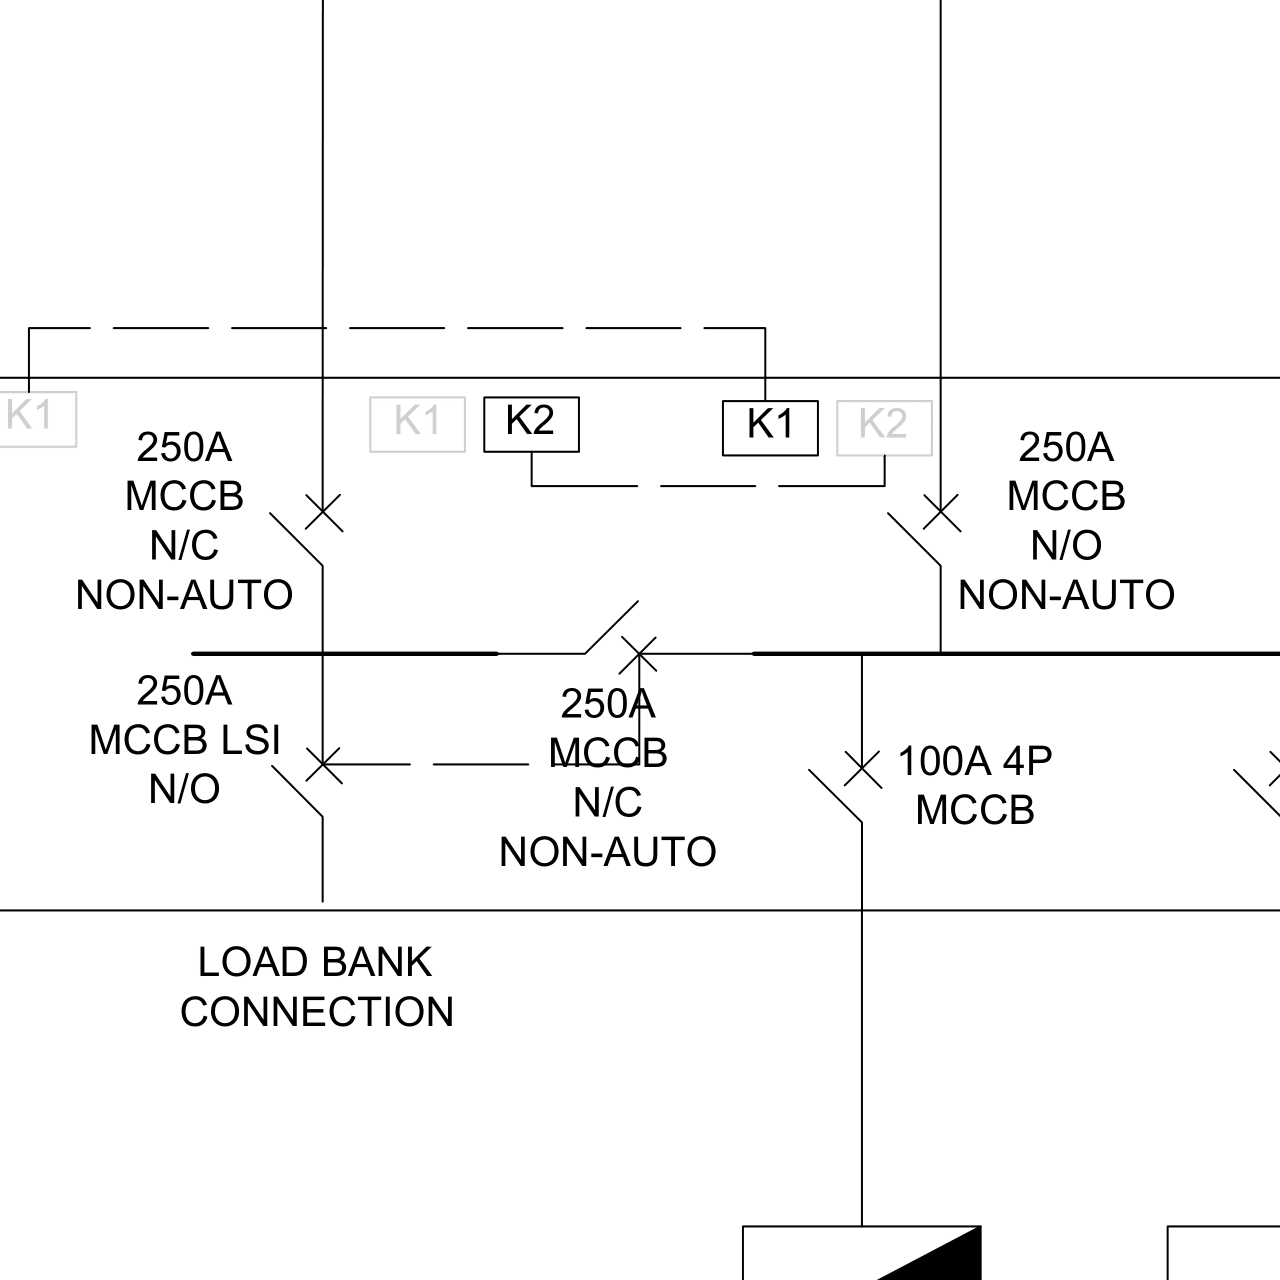 K1
K1
K2
K1
K2
250A
MCCB
N/C
NON-AUTO
250A
MCCB
N/O
NON-AUTO
250A
MCCB LSI
N/O
250A
MCCB
N/C
NON-AUTO
100A 4P
MCCB
LOAD BANK
CONNECTION